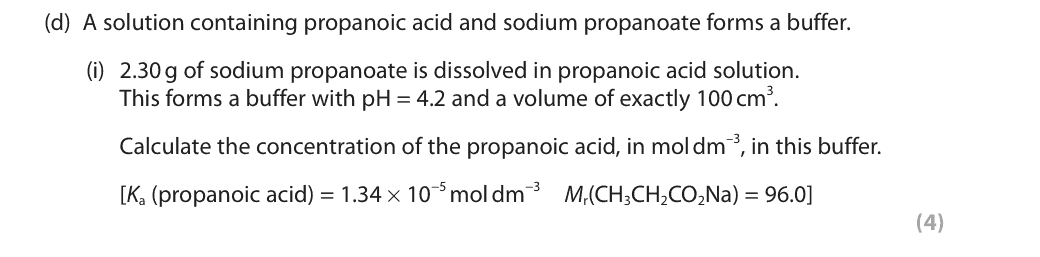 (d) A solution containing propanoic acid and sodium propanoate forms a buffer.
(i) 2.30 g of sodium propanoate is dissolved in propanoic acid solution.
This forms a buffer with pH = 4.2 and a volume of exactly 100 cm³.
Calculate the concentration of the propanoic acid, in mol dm⁻³, in this buffer.
[Kₐ (propanoic acid) = 1.34 × 10⁻⁵ mol dm⁻³ Mᵣ(CH₃CH₂CO₂Na) = 96.0]
(4)